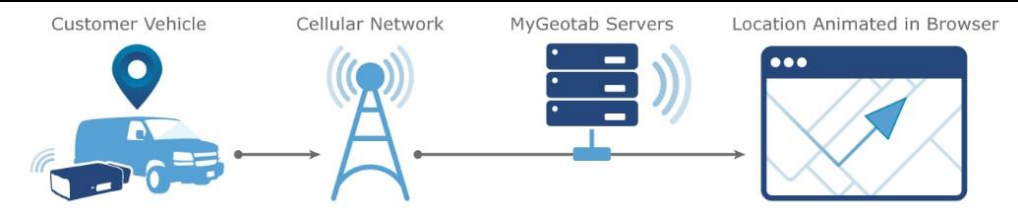 Customer Vehicle
Cellular Network
MyGeotab Servers
Location Animated in Browser